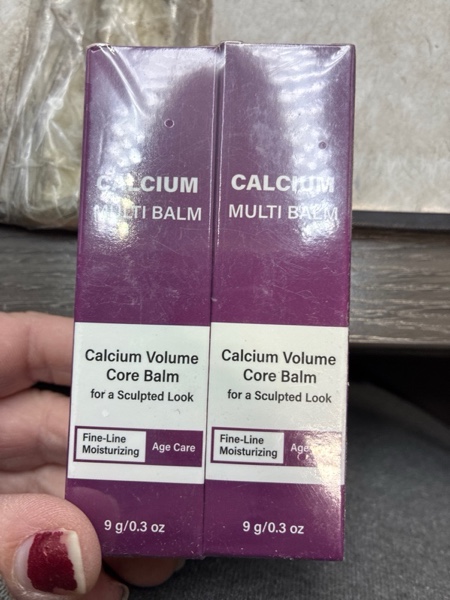 CALCIUM
MULTI BALM
Calcium Volume
Core Balm
for a Sculpted Look
Fine-Line
Moisturizing
Age Care
9 g/0.3 oz
CALCIUM
MULTI BALM
Calcium Volume
Core Balm
for a Sculpted Look
Fine-Line
Moisturizing
Age
9 g/0.3 oz